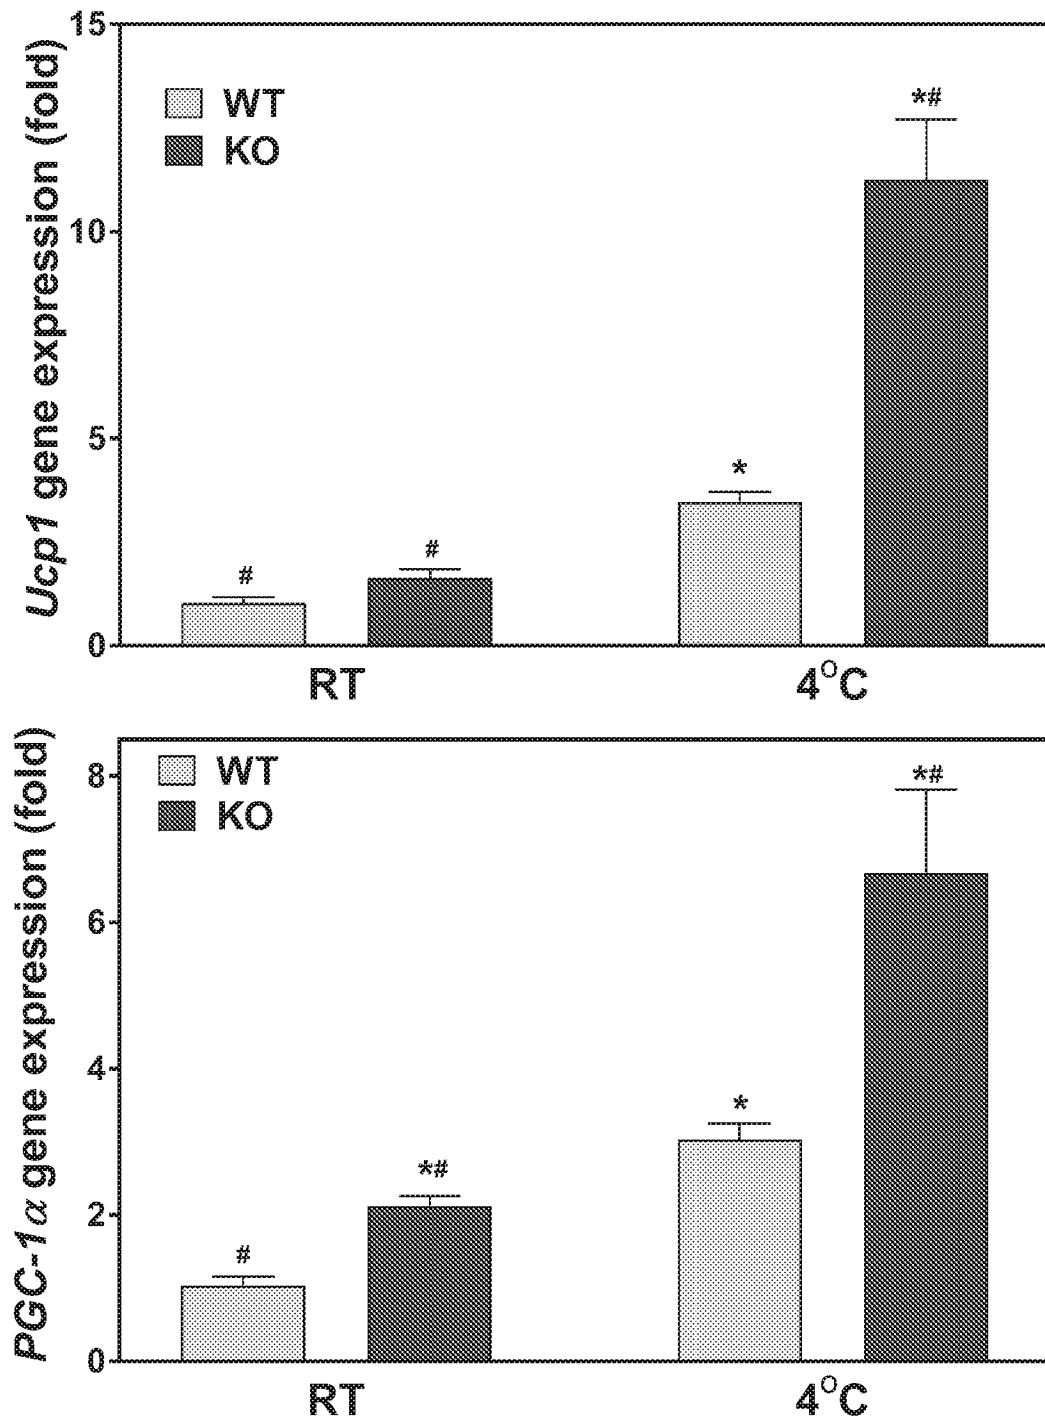 Ucp1 gene expression (fold)
15
10
5
0
WT
KO
#
#
*
*#
RT
4°C
PGC-1α gene expression (fold)
8
6
4
2
0
WT
KO
#
*#
*
*#
RT
4°C